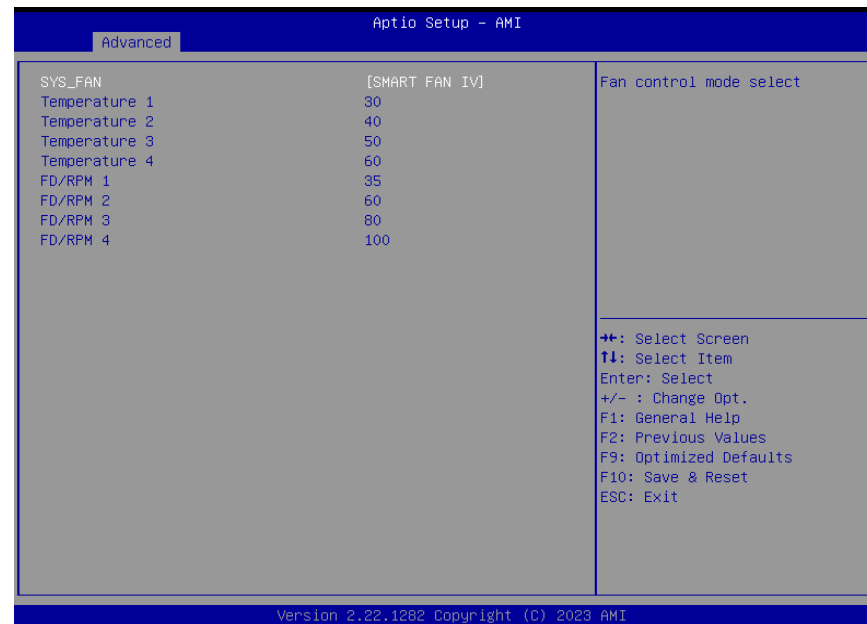 Aptio Setup – AMI
Advanced
SYS_FAN [SMART FAN IV]
Temperature 1 30
Temperature 2 40
Temperature 3 50
Temperature 4 60
FD/RPM 1 35
FD/RPM 2 60
FD/RPM 3 80
FD/RPM 4 100
Fan control mode select
→←: Select Screen
↑↓: Select Item
Enter: Select
+/- : Change Opt.
F1: General Help
F2: Previous Values
F9: Optimized Defaults
F10: Save & Reset
ESC: Exit
Version 2.22.1282 Copyright (C) 2023 AMI